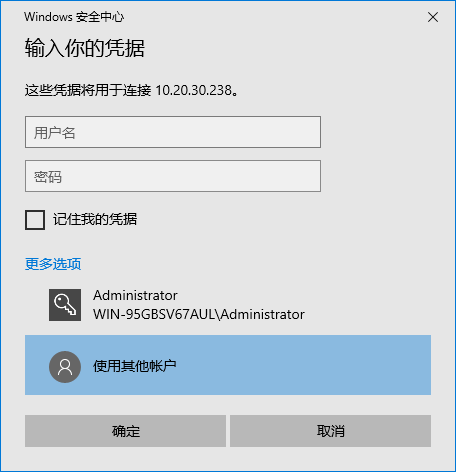 Windows 安全中心
输入你的凭据
这些凭据将用于连接 10.20.30.238。
用户名
密码
记住我的凭据
更多选项
Administrator
WIN-95GBSV67AUL\Administrator
使用其他帐户
确定
取消